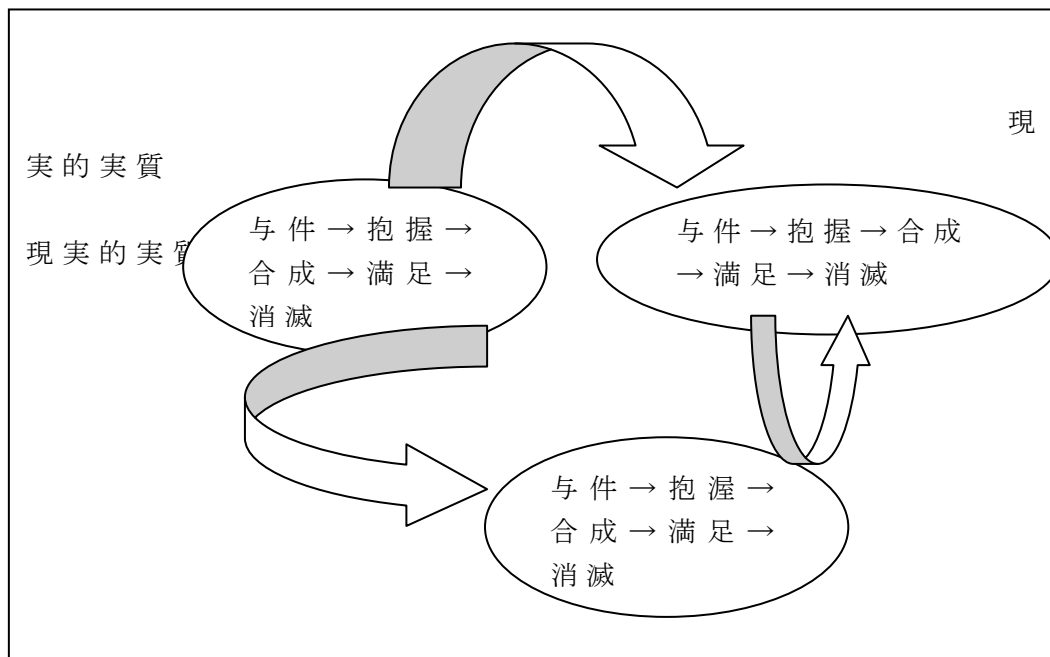 現
実的実質
現実的実質
与件→抱握→
合成→満足→
消滅
与件→抱握→合成
→満足→消滅
与件→抱渥→
合成→満足→
消滅